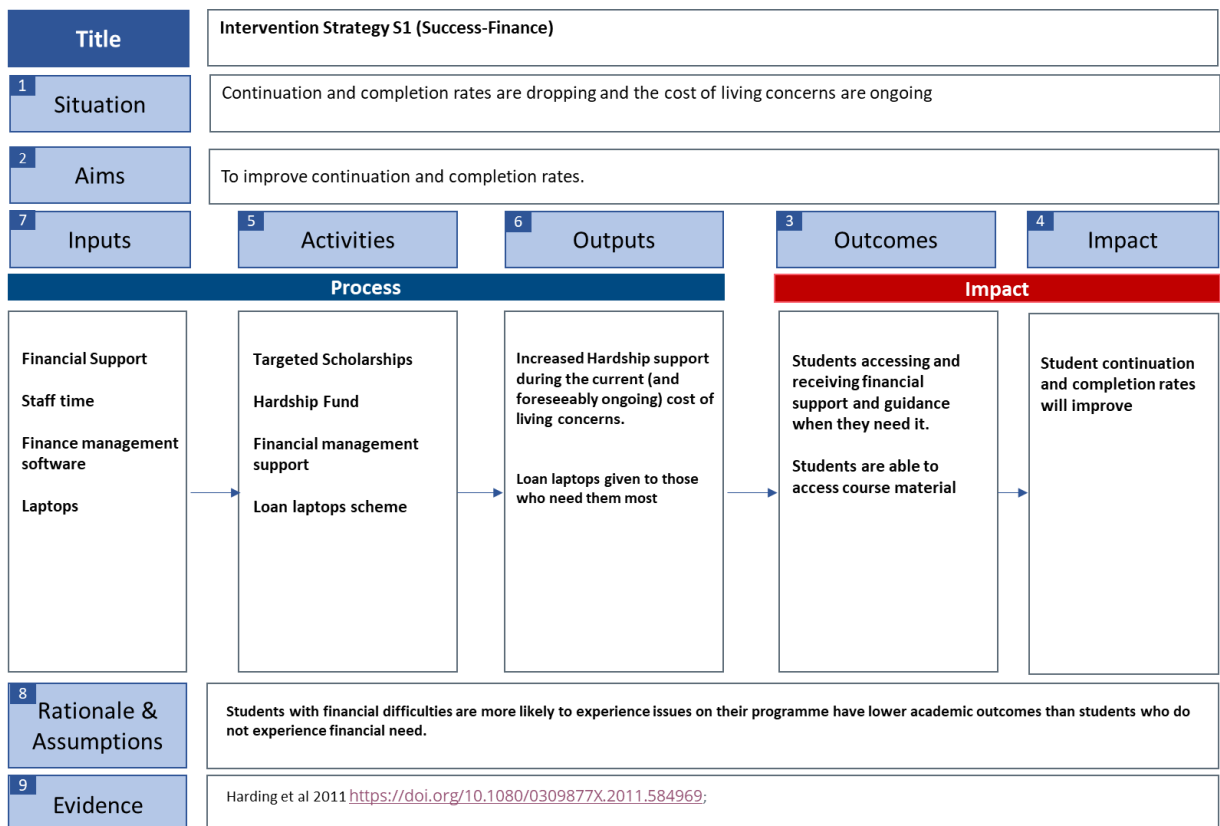 Title
Intervention Strategy S1 (Success-Finance)
1
Situation
Continuation and completion rates are dropping and the cost of living concerns are ongoing
2
Aims
To improve continuation and completion rates.
7
Inputs
5
Activities
6
Outputs
3
Outcomes
4
Impact
Process
Impact
Financial Support
Staff time
Finance management
software
Laptops
Targeted Scholarships
Hardship Fund
Financial management
support
Loan laptops scheme
Increased Hardship support
during the current (and
foreseeably ongoing) cost of
living concerns.
Loan laptops given to those
who need them most
Students accessing and
receiving financial
support and guidance
when they need it.
Students are able to
access course material
Student continuation
and completion rates
will improve
8
Rationale &
Assumptions
Students with financial difficulties are more likely to experience issues on their programme have lower academic outcomes than students who do
not experience financial need.
9
Evidence
Harding et al 2011 https://doi.org/10.1080/0309877X.2011.584969;